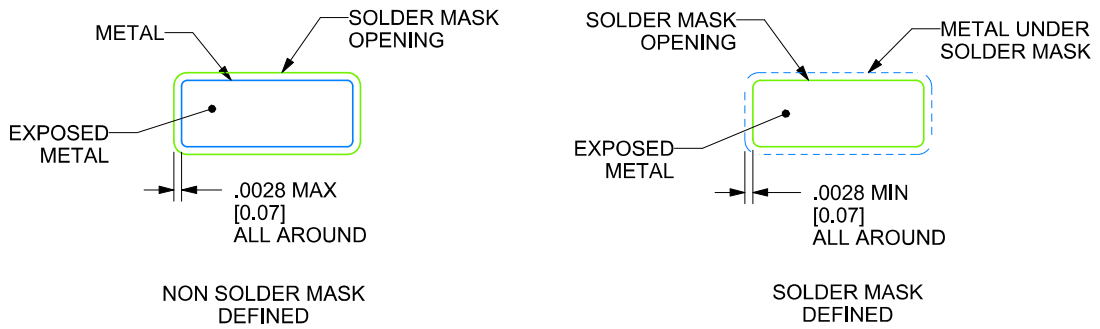 METAL
SOLDER MASK
OPENING
EXPOSED
METAL
.0028 MAX
[0.07]
ALL AROUND
NON SOLDER MASK
DEFINED
SOLDER MASK
OPENING
METAL UNDER
SOLDER MASK
EXPOSED
METAL
.0028 MIN
[0.07]
ALL AROUND
SOLDER MASK
DEFINED